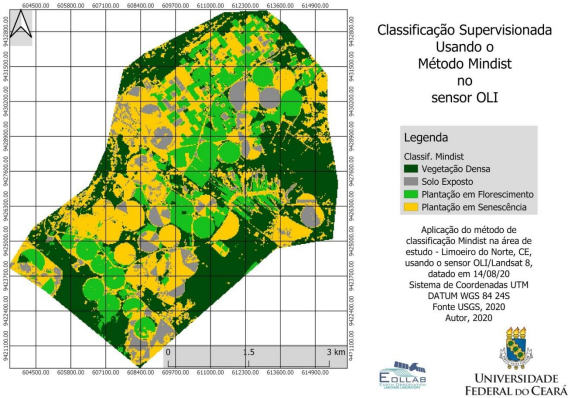 604500.00 605800.00 607100.00 608400.00 609700.00 611000.00 612300.00 613600.00 614900.00
9432800.00
9431500.00
9430200.00
9428900.00
9427600.00
9426300.00
9425000.00
9423700.00
9422400.00
9421100.00
0 1.5 3 km
604500.00 605800.00 607100.00 608400.00 609700.00 611000.00 612300.00 613600.00 614900.00
Classificação Supervisionada
Usando o
Método Mindist
no
sensor OLI
Legenda
Classif. Mindist
Vegetação Densa
Solo Exposto
Plantação em Florescimento
Plantação em Senescência
Aplicação do método de
classificação Mindist na área de
estudo - Limoeiro do Norte, CE,
usando o sensor OLI/Landsat 8,
datado em 14/08/20
Sistema de Coordenadas UTM
DATUM WGS 84 24S
Fonte USGS, 2020
Autor, 2020
EOLLAB
UNIVERSIDADE
FEDERAL DO CEARÁ